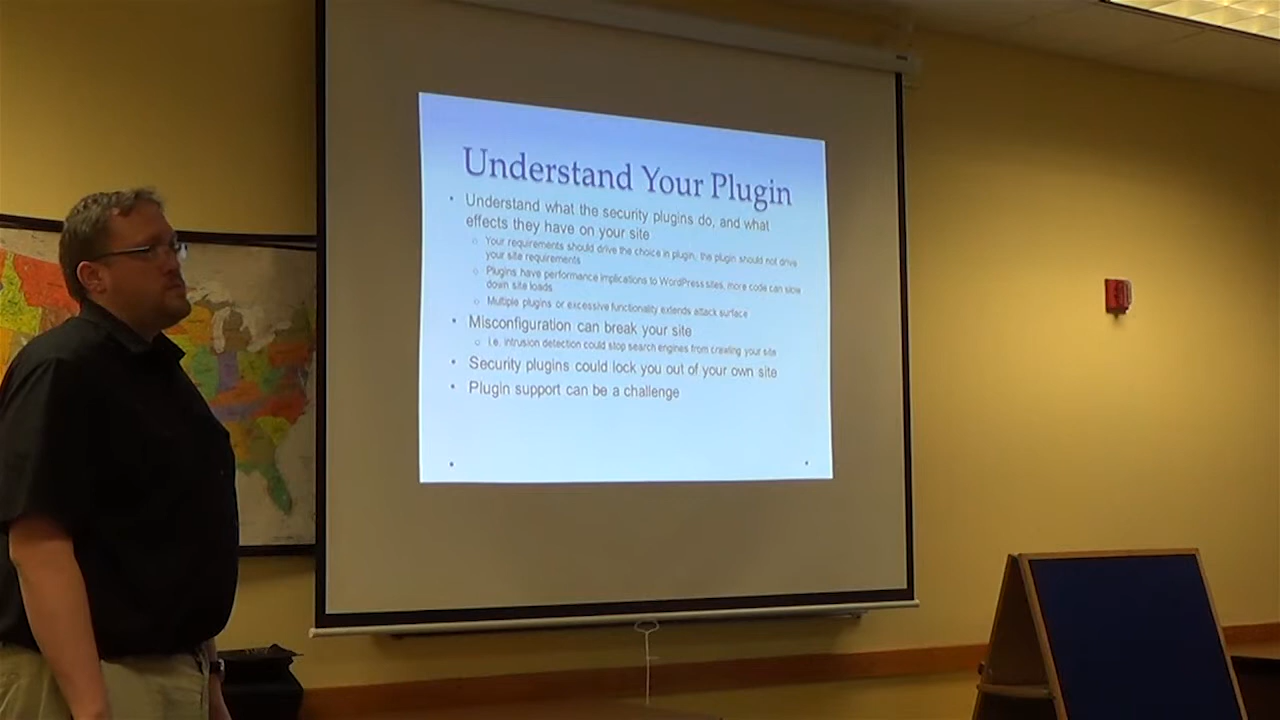 Understand Your Plugin
• Understand what the security plugins do, and what
effects they have on your site
○ Your requirements should drive the choice in plugin, the plugin should not drive
your site requirements
○ Plugins have performance implications to WordPress sites, more code can slow
down site loads
○ Multiple plugins or excessive functionality extends attack surface
• Misconfiguration can break your site
○ i.e. intrusion detection could stop search engines from crawling your site
• Security plugins could lock you out of your own site
• Plugin support can be a challenge